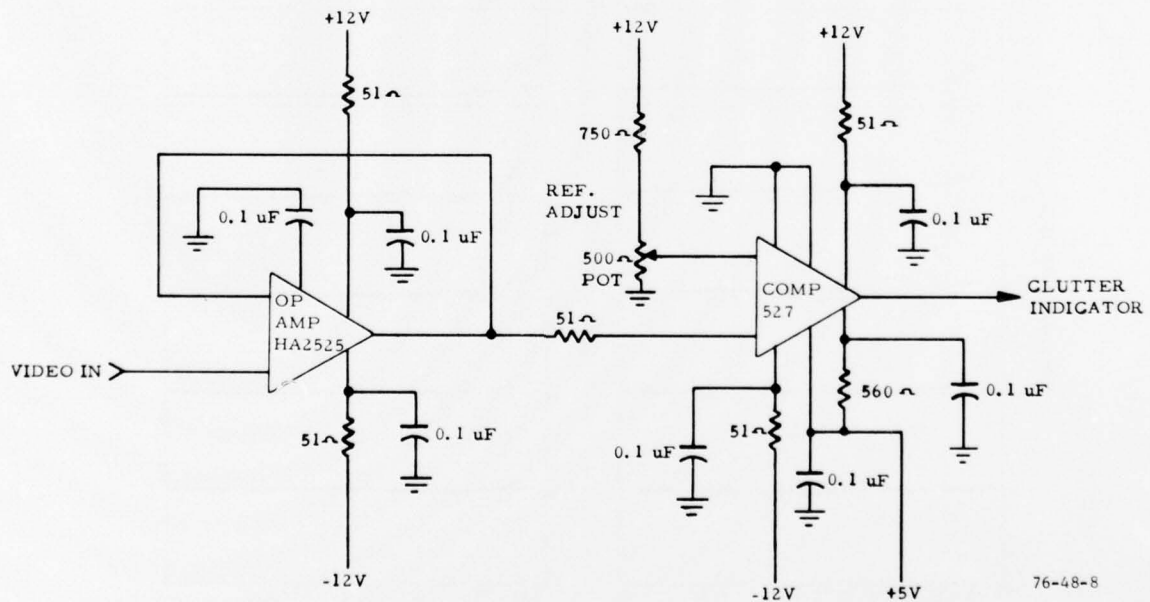 +12V
+12V
+12V
51Ω
750Ω
51Ω
REF.
ADJUST
0.1 uF
0.1 uF
0.1 uF
500Ω
POT
OP
AMP
HA2525
COMP
527
CLUTTER
INDIGATOR
51Ω
VIDEO IN
51Ω
0.1 uF
0.1 uF
51Ω
560Ω
0.1 uF
0.1 uF
-12V
-12V
+5V
76-48-8